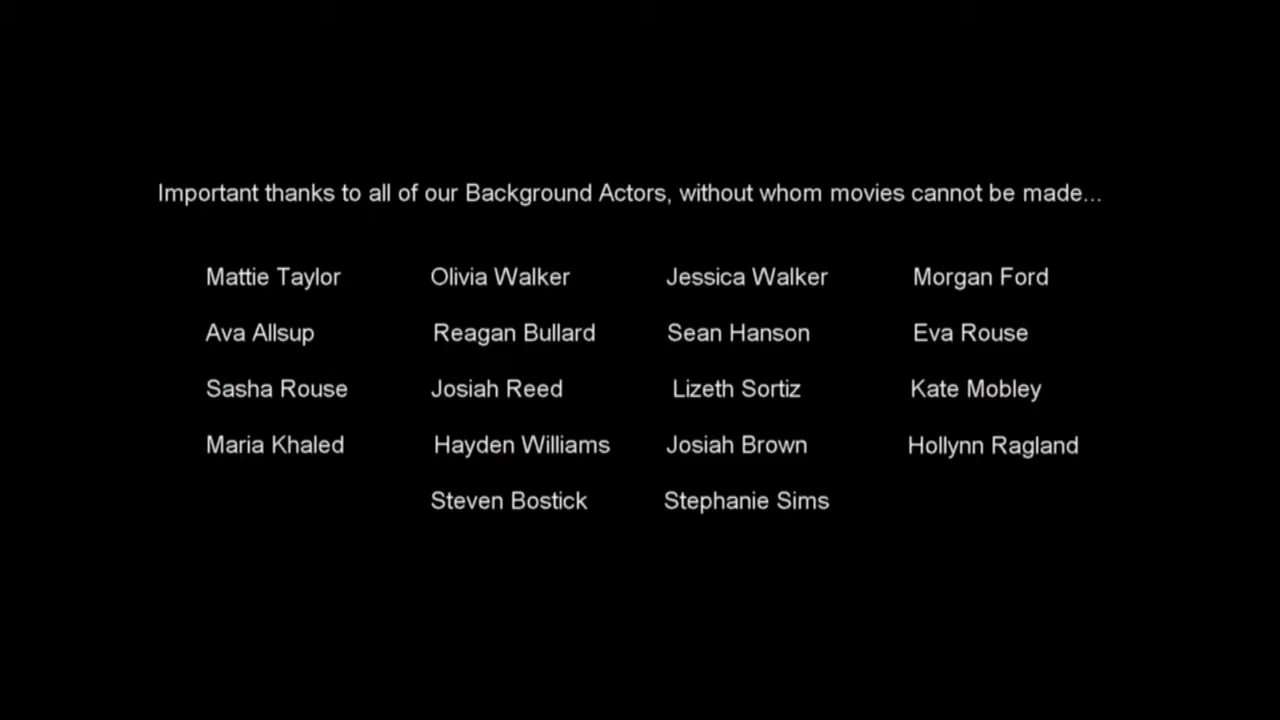 Important thanks to all of our Background Actors, without whom movies cannot be made...
Mattie Taylor Olivia Walker Jessica Walker Morgan Ford
Ava Allsup Reagan Bullard Sean Hanson Eva Rouse
Sasha Rouse Josiah Reed Lizeth Sortiz Kate Mobley
Maria Khaled Hayden Williams Josiah Brown Hollynn Ragland
Steven Bostick Stephanie Sims